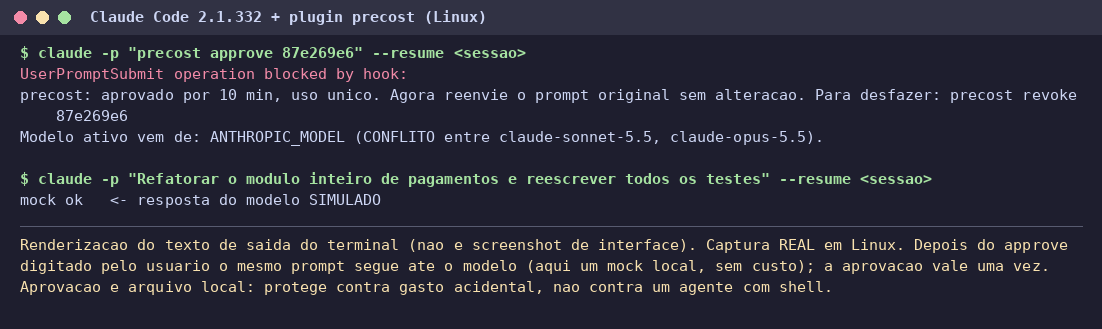 Claude Code 2.1.332 + plugin precost (Linux)
$ claude -p "precost approve 87e269e6" --resume <sessao>
UserPromptSubmit operation blocked by hook:
precost: aprovado por 10 min, uso unico. Agora reenvie o prompt original sem alteracao. Para desfazer: precost revoke
87e269e6
Modelo ativo vem de: ANTHROPIC_MODEL (CONFLITO entre claude-sonnet-5.5, claude-opus-5.5).
$ claude -p "Refatorar o modulo inteiro de pagamentos e reescrever todos os testes" --resume <sessao>
mock ok   <- resposta do modelo SIMULADO
Renderizacao do texto de saida do terminal (nao e screenshot de interface). Captura REAL em Linux. Depois do approve
digitado pelo usuario o mesmo prompt segue ate o modelo (aqui um mock local, sem custo); a aprovacao vale uma vez.
Aprovacao e arquivo local: protege contra gasto acidental, nao contra um agente com shell.